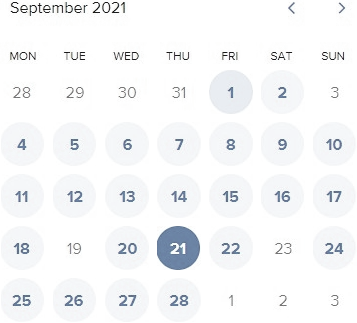 September 2021
MON TUE WED THU FRI SAT SUN
28 29 30 31 1 2 3
4 5 6 7 8 9 10
11 12 13 14 15 16 17
18 19 20 21 22 23 24
25 26 27 28 1 2 3